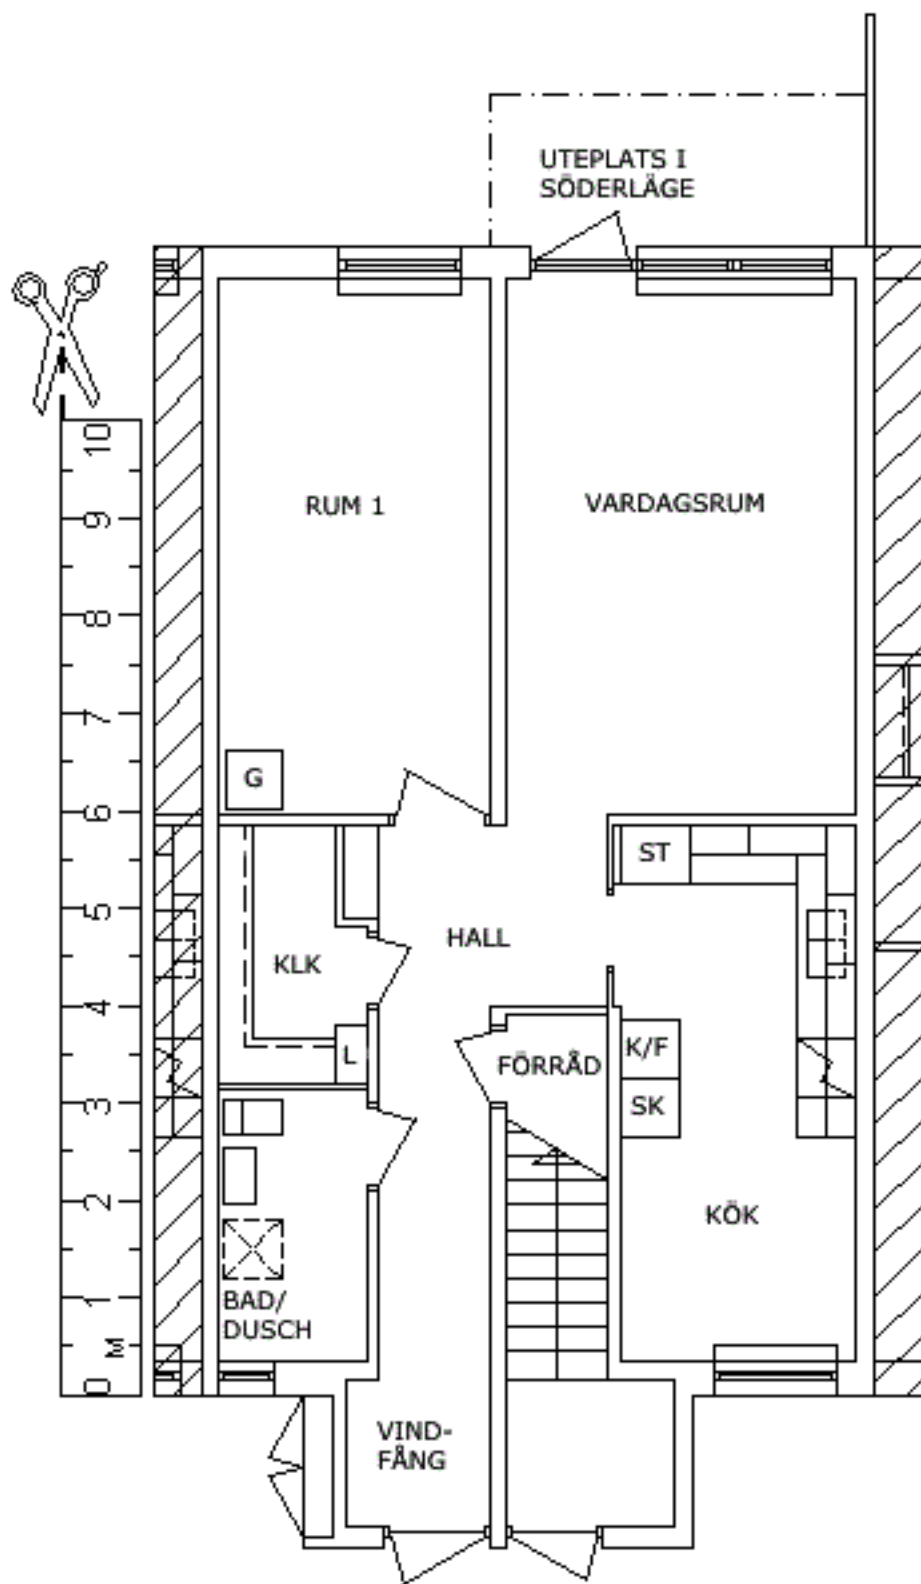 UTEPLATS I
SÖDERLÄGE
10
9
8
7
6
5
4
3
2
1
M
0
RUM 1
VARDAGSRUM
G
ST
HALL
KLK
L
FÖRRÅD
K/F
SK
KÖK
BAD/
DUSCH
VIND-
FÅNG